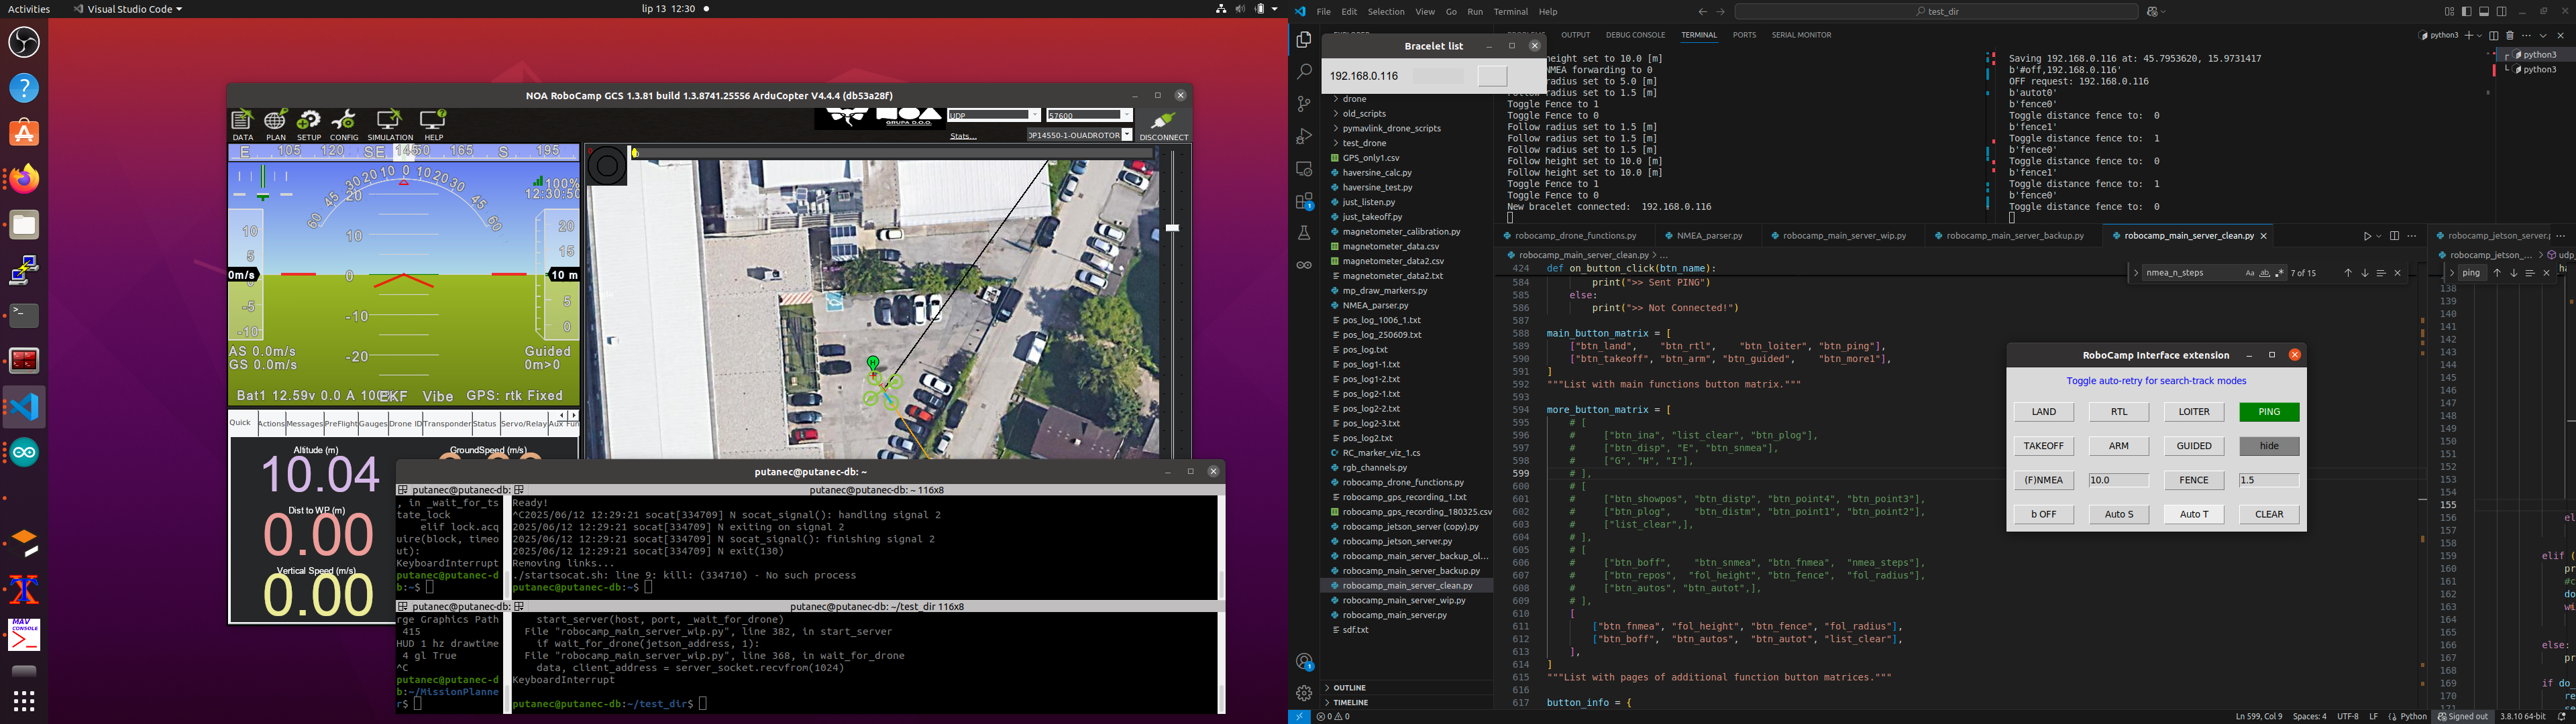 Activities
Visual Studio Code
lip 13 12:30
NOA RoboCamp GCS 1.3.81 build 1.3.8741.25556 ArduCopter V4.4.4 (db53a28f)
DATA PLAN SETUP CONFIG SIMULATION HELP
GRUPA D.O.O.
UDP
57600
Stats...
DISCONNECT
E 105 120 SE 145 150 165 S 195
100%
12:30:50
0m/s
10 m
AS 0.0m/s
GS 0.0m/s
Guided
0m>0
Bat1 12.59v 0.0 A 100%
EKF Vibe GPS: rtk Fixed
Quick Actions Messages PreFlight Gauges Drone ID Transponder Status Servo/Relay Aux Fun
Altitude (m)
10.04
GroundSpeed (m/s)
Dist to WP (m)
0.00
Vertical Speed (m/s)
0.00
H
putanec@putanec-db: ~
putanec@putanec-db:
putanec@putanec-db: ~ 116x8
, in _wait_for_ts
tate_lock
elif lock.acq
uire(block, timeo
ut):
KeyboardInterrupt
putanec@putanec-d
b:~$
Ready!
^C2025/06/12 12:29:21 socat[334709] N socat_signal(): handling signal 2
2025/06/12 12:29:21 socat[334709] N exiting on signal 2
2025/06/12 12:29:21 socat[334709] N socat_signal(): finishing signal 2
2025/06/12 12:29:21 socat[334709] N exit(130)
Removing links...
./startsocat.sh: line 9: kill: (334710) - No such process
putanec@putanec-db:~$
putanec@putanec-db:
putanec@putanec-db: ~/test_dir 116x8
rge Graphics Path
415
HUD 1 hz drawtime
4 gl True
^C
putanec@putanec-d
b:~/MissionPlanne
r$
start_server(host, port, _wait_for_drone)
File "robocamp_main_server_wip.py", line 382, in start_server
if wait_for_drone(jetson_address, 1):
File "robocamp_main_server_wip.py", line 368, in wait_for_drone
data, client_address = server_socket.recvfrom(1024)
KeyboardInterrupt
putanec@putanec-db:~/test_dir$
MAV
CONSOLE
File Edit Selection View Go Run Terminal Help
test_dir
OUTPUT DEBUG CONSOLE TERMINAL PORTS SERIAL MONITOR
python3
Bracelet list
192.168.0.116
drone
old_scripts
pymavlink_drone_scripts
test_drone
GPS_only1.csv
haversine_calc.py
haversine_test.py
just_listen.py
just_takeoff.py
magnetometer_calibration.py
magnetometer_data.csv
magnetometer_data2.csv
magnetometer_data2.txt
mp_draw_markers.py
NMEA_parser.py
pos_log_1006_1.txt
pos_log_250609.txt
pos_log.txt
pos_log1-1.txt
pos_log1-2.txt
pos_log2-1.txt
pos_log2-2.txt
pos_log2-3.txt
pos_log2.txt
RC_marker_viz_1.cs
rgb_channels.py
robocamp_drone_functions.py
robocamp_gps_recording_1.txt
robocamp_gps_recording_180325.csv
robocamp_jetson_server (copy).py
robocamp_jetson_server.py
robocamp_main_server_backup_ol...
robocamp_main_server_backup.py
robocamp_main_server_clean.py
robocamp_main_server_wip.py
robocamp_main_server.py
sdf.txt
OUTLINE
TIMELINE
height set to 10.0 [m]
NMEA forwarding to 0
radius set to 5.0 [m]
Follow radius set to 1.5 [m]
Toggle Fence to 1
Toggle Fence to 0
Follow radius set to 1.5 [m]
Follow radius set to 1.5 [m]
Follow radius set to 1.5 [m]
Follow height set to 10.0 [m]
Follow height set to 10.0 [m]
Toggle Fence to 1
Toggle Fence to 0
New bracelet connected: 192.168.0.116
Saving 192.168.0.116 at: 45.7953620, 15.9731417
b'#off,192.168.0.116'
OFF request: 192.168.0.116
b'auto0'
b'fence0'
Toggle distance fence to: 0
b'fence1'
Toggle distance fence to: 1
b'fence0'
Toggle distance fence to: 0
b'fence1'
Toggle distance fence to: 1
b'fence0'
Toggle distance fence to: 0
python3
python3
robocamp_drone_functions.py NMEA_parser.py robocamp_main_server_wip.py robocamp_main_server_backup.py robocamp_main_server_clean.py
robocamp_main_server_clean.py > ...
nmea_n_steps
7 of 15
424 def on_button_click(btn_name):
584 print(">> Sent PING")
585 else:
586 print(">> Not Connected!")
587
588 main_button_matrix = [
589 ["btn_land", "btn_rtl", "btn_loiter", "btn_ping"],
590 ["btn_takeoff", "btn_arm", "btn_guided", "btn_more1"],
591 ]
592 """List with main functions button matrix."""
593
594 more_button_matrix = [
595 # [
596 # ["btn_ina", "list_clear", "btn_plog"],
597 # ["btn_disp", "E", "btn_snmea"],
598 # ["G", "H", "I"],
599 # ],
600 # [
601 # ["btn_showpos", "btn_distp", "btn_point4", "btn_point3"],
602 # ["btn_plog", "btn_distm", "btn_point1", "btn_point2"],
603 # ["list_clear",],
604 # ],
605 # [
606 # ["btn_boff", "btn_snmea", "btn_fnmea", "nmea_steps"],
607 # ["btn_repos", "fol_height", "btn_fence", "fol_radius"],
608 # ["btn_autos", "btn_autot",],
609 # ],
610 [
611 ["btn_fnmea", "fol_height", "btn_fence", "fol_radius"],
612 ["btn_boff", "btn_autos", "btn_autot", "list_clear"],
613 ],
614 ]
615 """List with pages of additional function button matrices."""
616
617 button_info = {
RoboCamp Interface extension
Toggle auto-retry for search-track modes
LAND RTL LOITER PING
TAKEOFF ARM GUIDED hide
(F)NMEA 10.0 FENCE 1.5
b OFF Auto S Auto T CLEAR
robocamp_jetson_server.p
robocamp_jetson_...
ping
138
139
140
141
142
143
144
145
146
147
148
149
150
151
152
153
154
155
156 el
158
159 elif (
160 pr
161 #c
162 do
163 wi
165
166 else:
167 pr
168
169 if do_
170 re
Ln 599, Col 9 Spaces: 4 UTF-8 LF Python Signed out 3.8.10 64-bit